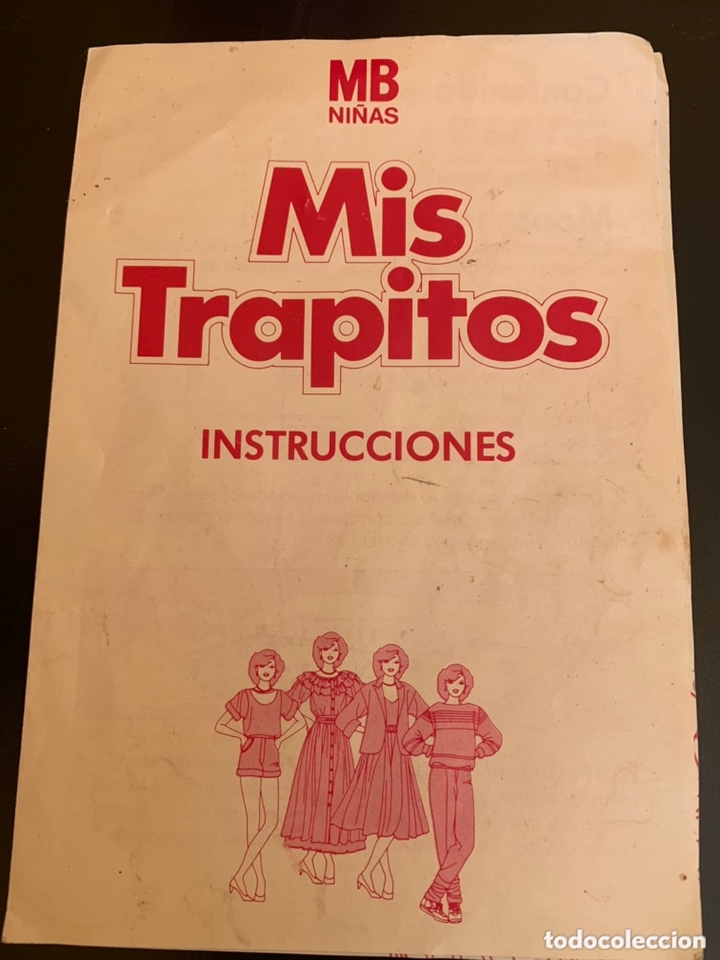 MB
NIÑAS
Mis
Trapitos
INSTRUCCIONES
todocoleccion